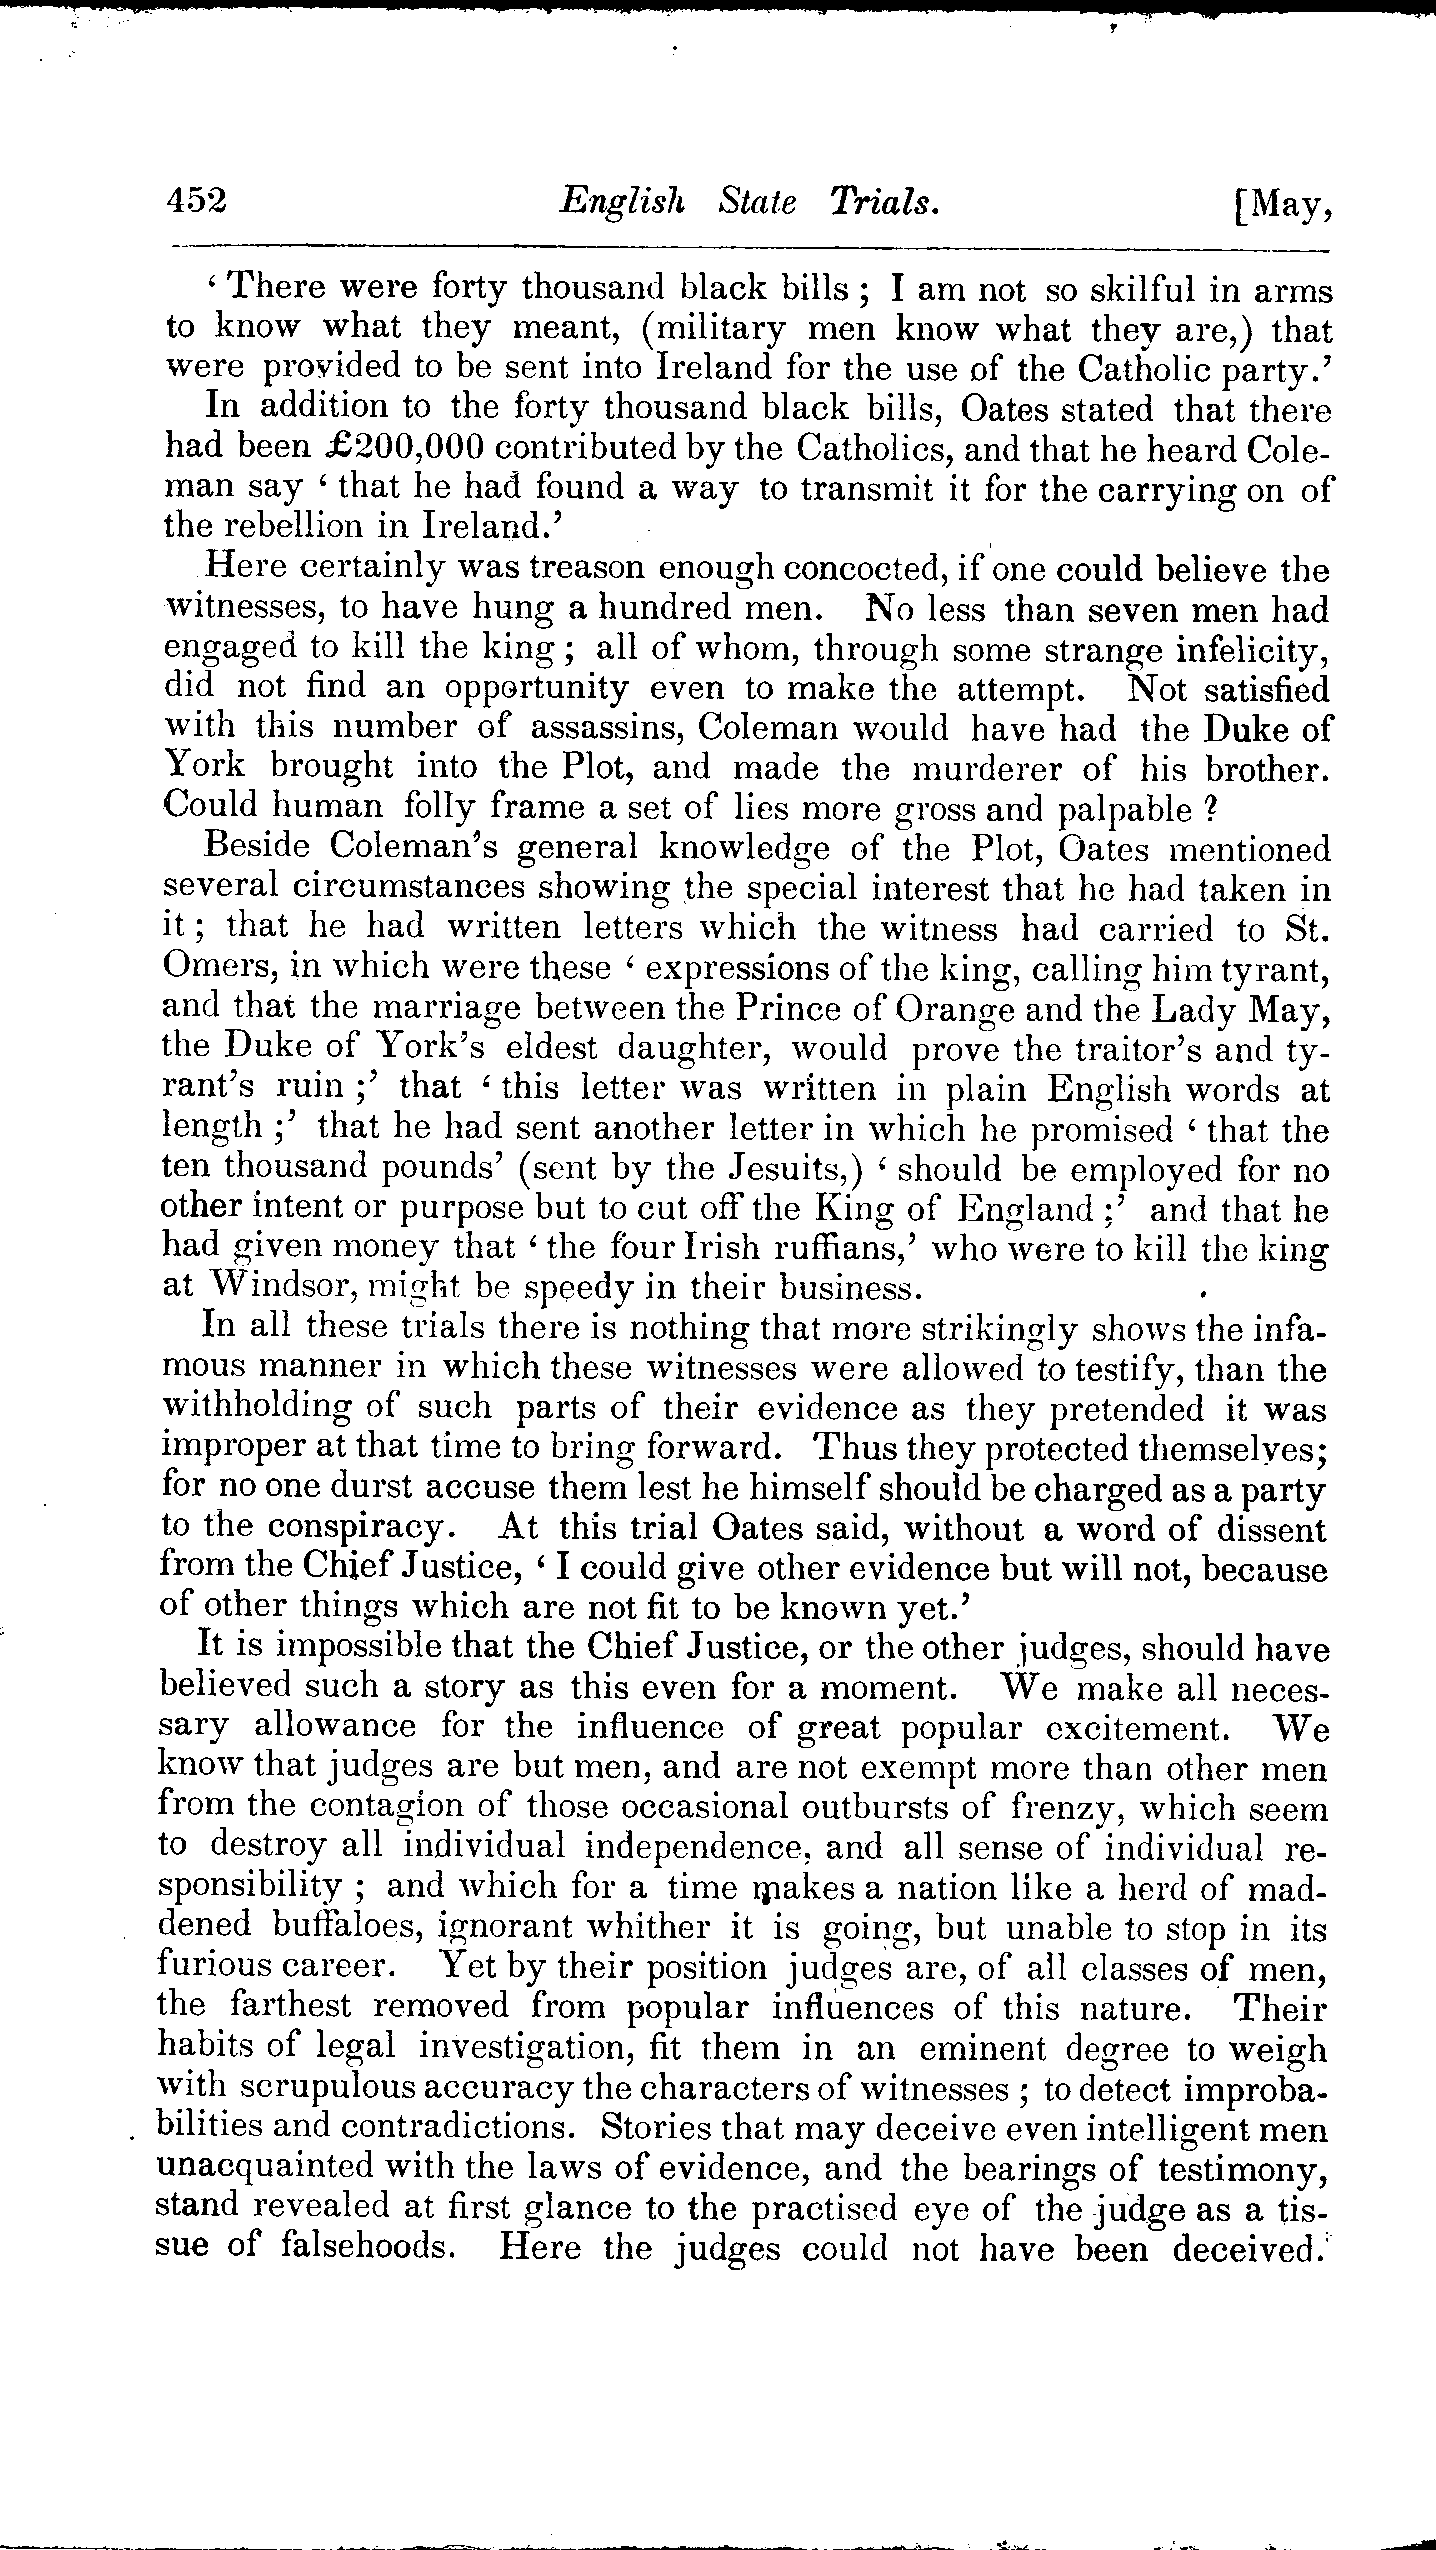 452 English State Trials. [May,
‘ There were forty thousand black bills ; I am not so skilful in arms
to know what they meant, (military men know what they are,) that
were provided to be sent into Ireland for the use of the Catholic party.’
In addition to the forty thousand black bills, Oates stated that there
had been £200,000 contributed by the Catholics, and that he heard Cole-
man say ‘ that he had found a way to transmit it for the carrying on of
the rebellion in Ireland.’
Here certainly was treason enough concocted, if one could believe the
witnesses, to have hung a hundred men. No less than seven men had
engaged to kill the king ; all of whom, through some strange infelicity,
did not find an opportunity even to make the attempt. Not satisfied
with this number of assassins, Coleman would have had the Duke of
York brought into the Plot, and made the murderer of his brother.
Could human folly frame a set of lies more gross and palpable ?
Beside Coleman’s general knowledge of the Plot, Oates mentioned
several circumstances showing the special interest that he had taken in
it ; that he had written letters which the witness had carried to St.
Omers, in which were these ‘ expressions of the king, calling him tyrant,
and that the marriage between the Prince of Orange and the Lady May,
the Duke of York’s eldest daughter, would prove the traitor’s and ty-
rant’s ruin ;’ that ‘ this letter was written in plain English words at
length ;’ that he had sent another letter in which he promised ‘ that the
ten thousand pounds’ (sent by the Jesuits,) ‘ should be employed for no
other intent or purpose but to cut off the King of England ;’ and that he
had given money that ‘ the four Irish ruffians,’ who were to kill the king
at Windsor, might be speedy in their business.
In all these trials there is nothing that more strikingly shows the infa-
mous manner in which these witnesses were allowed to testify, than the
withholding of such parts of their evidence as they pretended it was
improper at that time to bring forward. Thus they protected themselves;
for no one durst accuse them lest he himself should be charged as a party
to the conspiracy. At this trial Oates said, without a word of dissent
from the Chief Justice, ‘ I could give other evidence but will not, because
of other things which are not fit to be known yet.’
It is impossible that the Chief Justice, or the other judges, should have
believed such a story as this even for a moment. We make all neces-
sary allowance for the influence of great popular excitement. We
know that judges are but men, and are not exempt more than other men
from the contagion of those occasional outbursts of frenzy, which seem
to destroy all individual independence, and all sense of individual re-
sponsibility ; and which for a time makes a nation like a herd of mad-
dened buffaloes, ignorant whither it is going, but unable to stop in its
furious career. Yet by their position judges are, of all classes of men,
the farthest removed from popular influences of this nature. Their
habits of legal investigation, fit them in an eminent degree to weigh
with scrupulous accuracy the characters of witnesses ; to detect improba-
bilities and contradictions. Stories that may deceive even intelligent men
unacquainted with the laws of evidence, and the bearings of testimony,
stand revealed at first glance to the practised eye of the judge as a tis-
sue of falsehoods. Here the judges could not have been deceived.